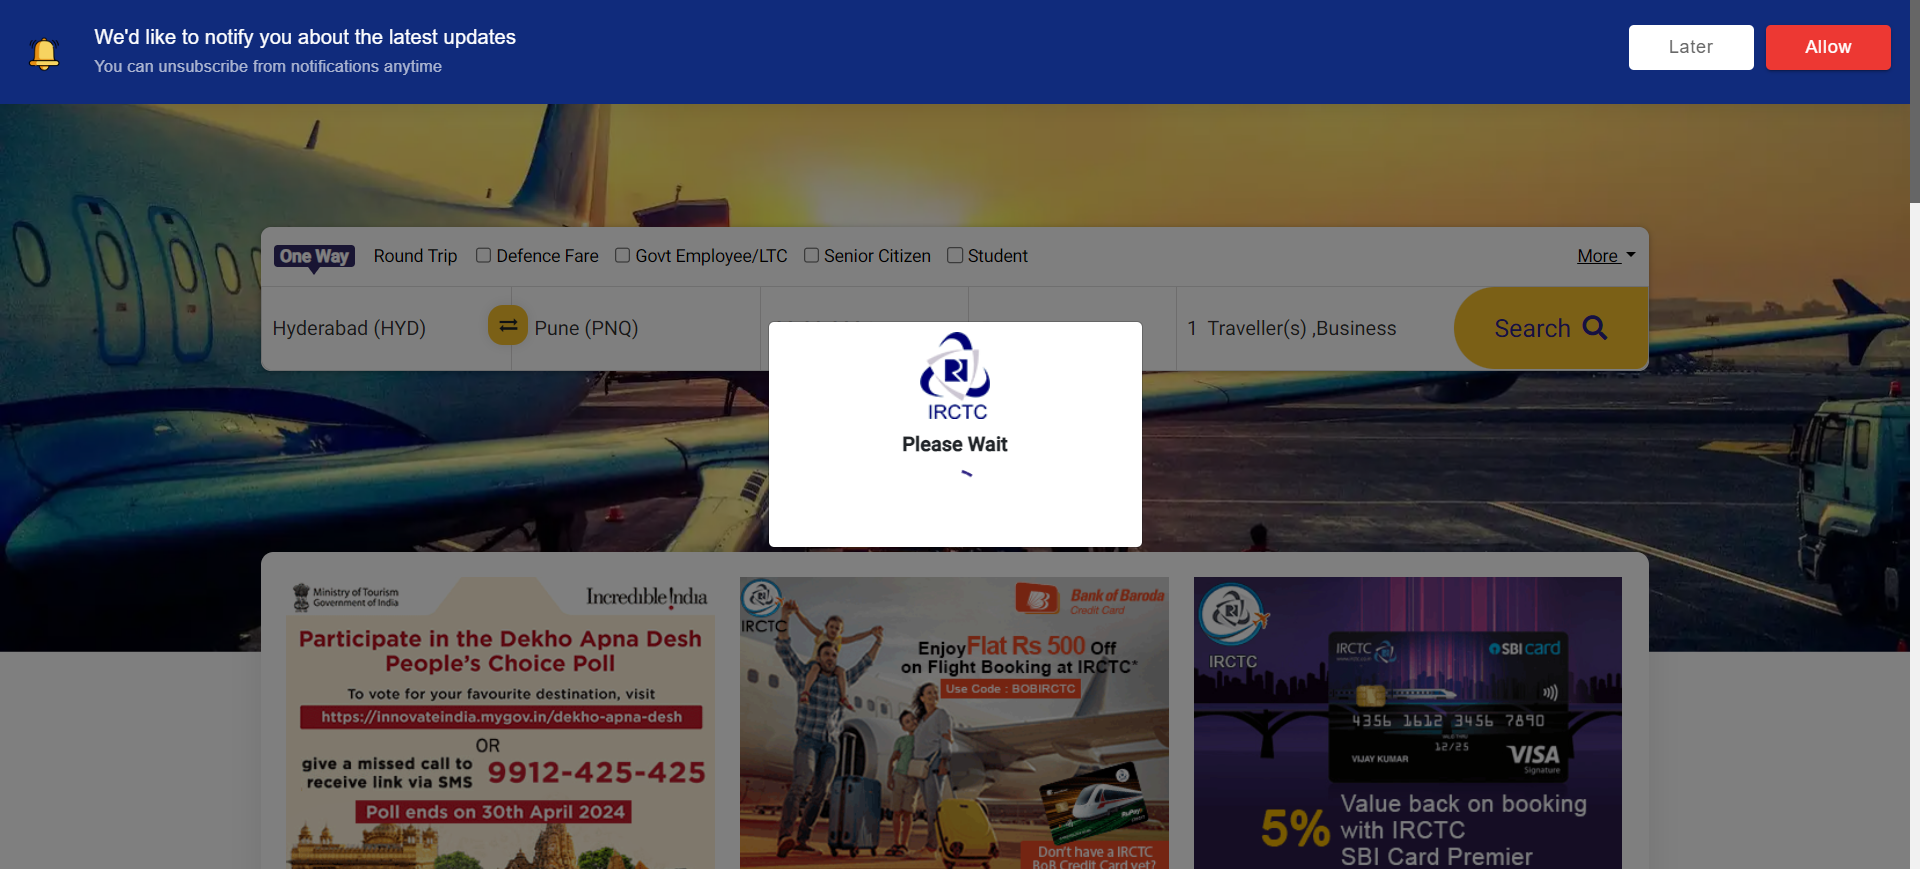 We'd like to notify you about the latest updates
You can unsubscribe from notifications anytime
Later
Allow
One Way
Round Trip
Defence Fare
Govt Employee/LTC
Senior Citizen
Student
More
Hyderabad (HYD)
Pune (PNQ)
1 Traveller(s) ,Business
Search
IRCTC
Please Wait
Ministry of Tourism
Government of India
Incredible!ndia
Participate in the Dekho Apna Desh
People's Choice Poll
To vote for your favourite destination, visit
https://innovateindia.mygov.in/dekho-apna-desh
OR
give a missed call to
receive link via SMS
9912-425-425
Poll ends on 30th April 2024
IRCTC
Bank of Baroda
Credit Card
Enjoy Flat Rs 500 Off
on Flight Booking at IRCTC*
Use Code : BOBIRCTC
RuPay
Don't have a IRCTC
BoB Credit Card yet?
IRCTC
IRCTC
SBI card
4356 1612 3456 7890
12/25
VIJAY KUMAR
VISA
Signature
5%
Value back on booking
with IRCTC
SBI Card Premier